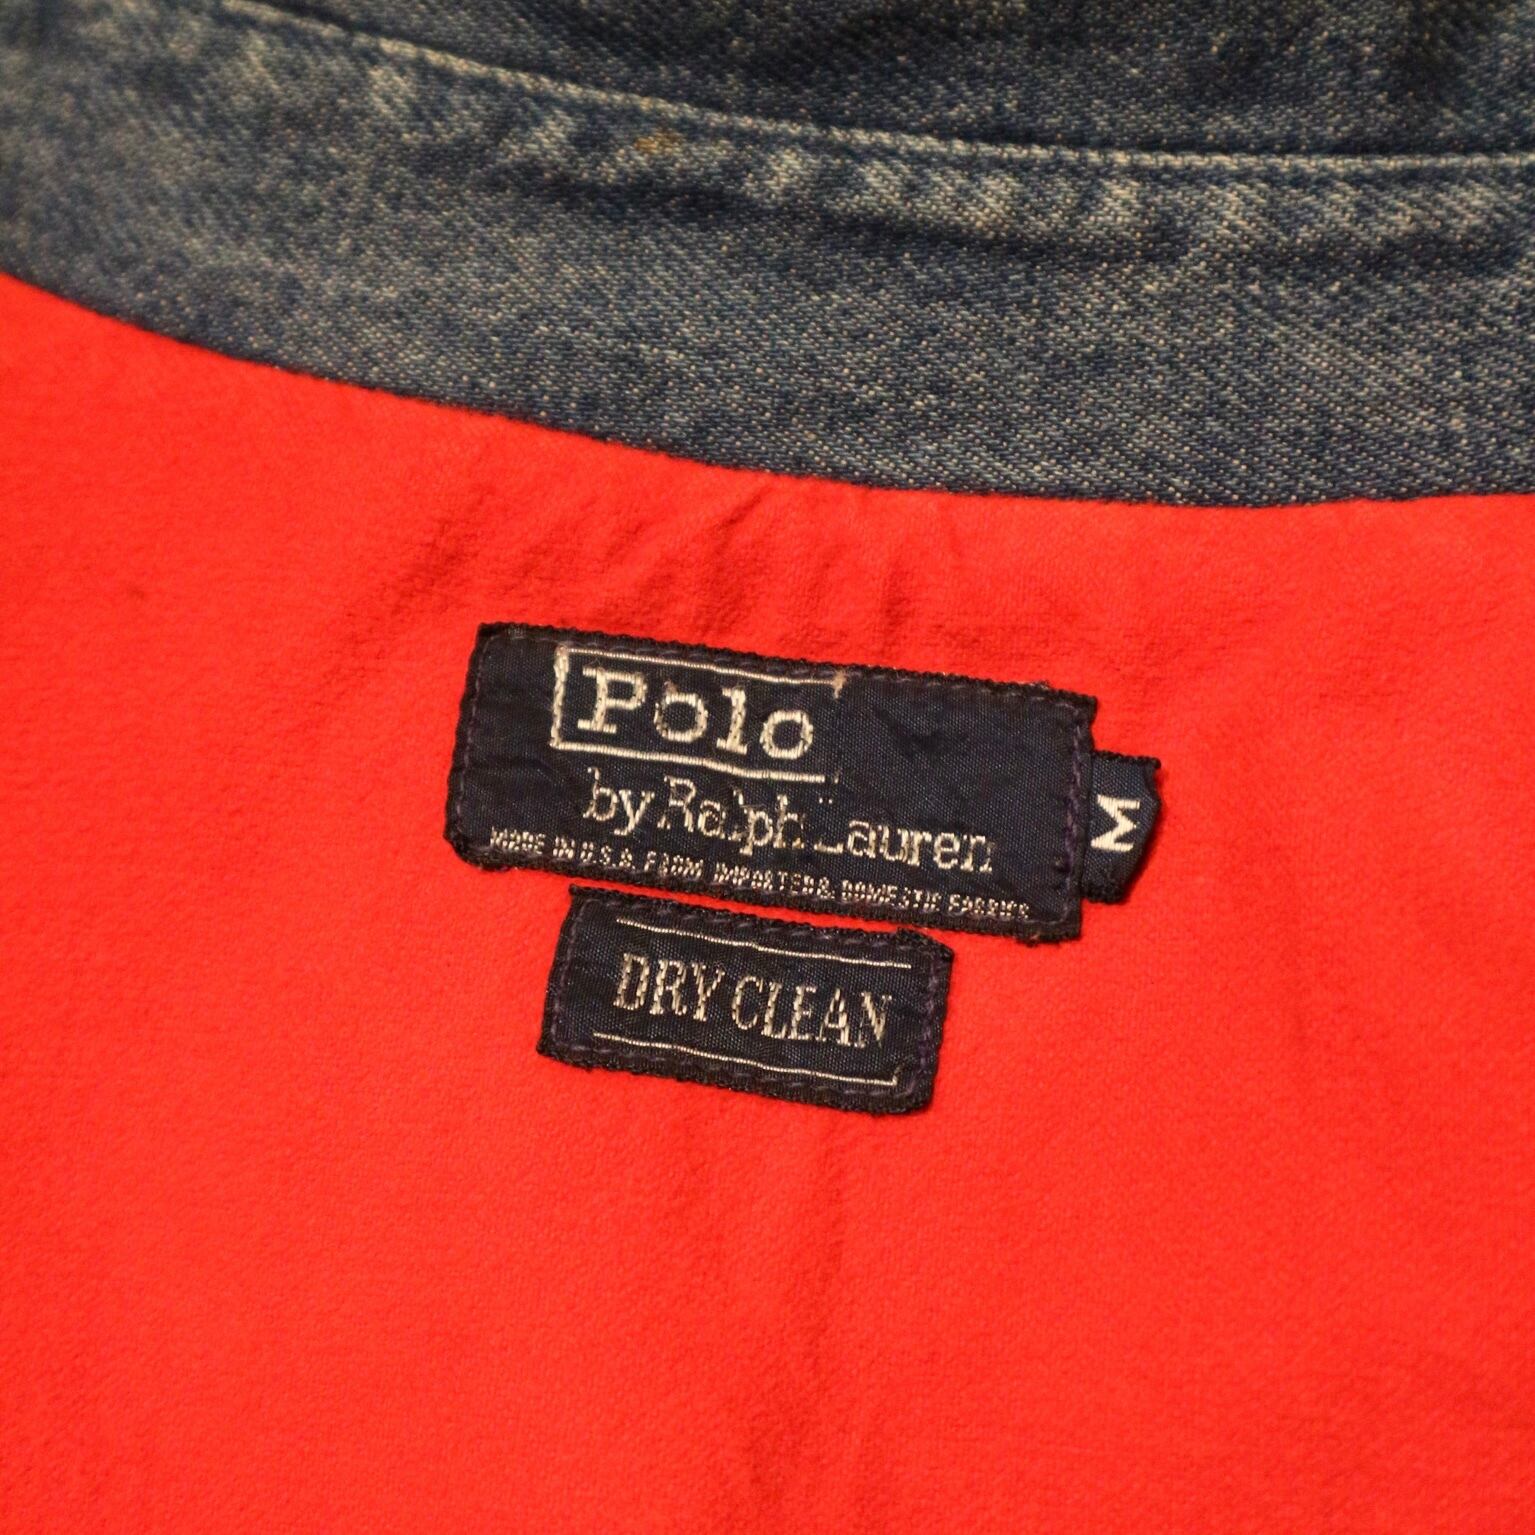 Polo
by Ralph Lauren
MADE IN U.S.A. FROM IMPORTED & DOMESTIC FABRICS
M
DRY CLEAN